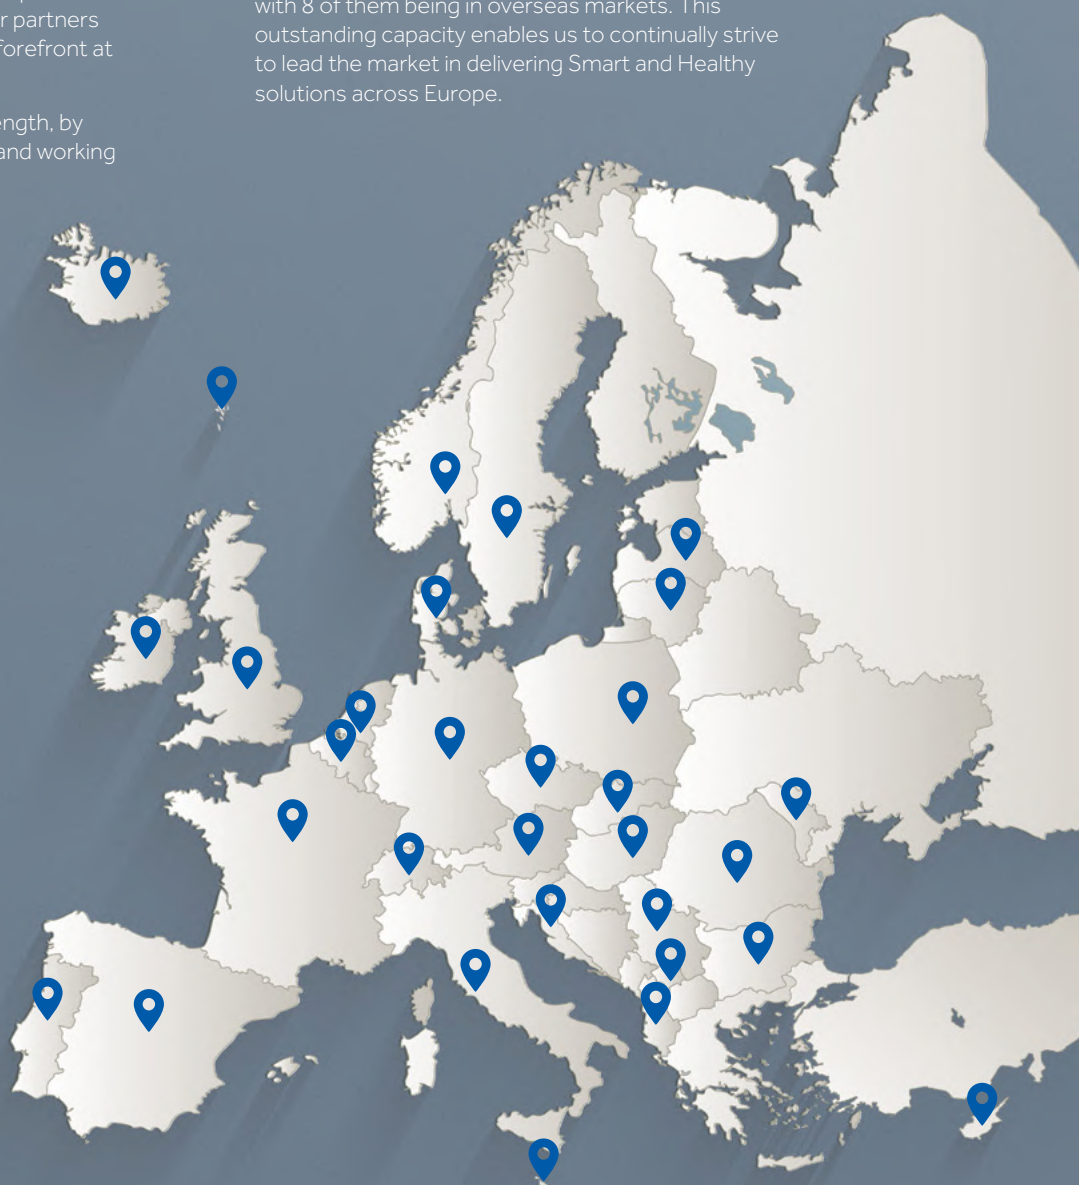 r partners
forefront at
ength, by
and working
with 8 of them being in overseas markets. This
outstanding capacity enables us to continually strive
to lead the market in delivering Smart and Healthy
solutions across Europe.